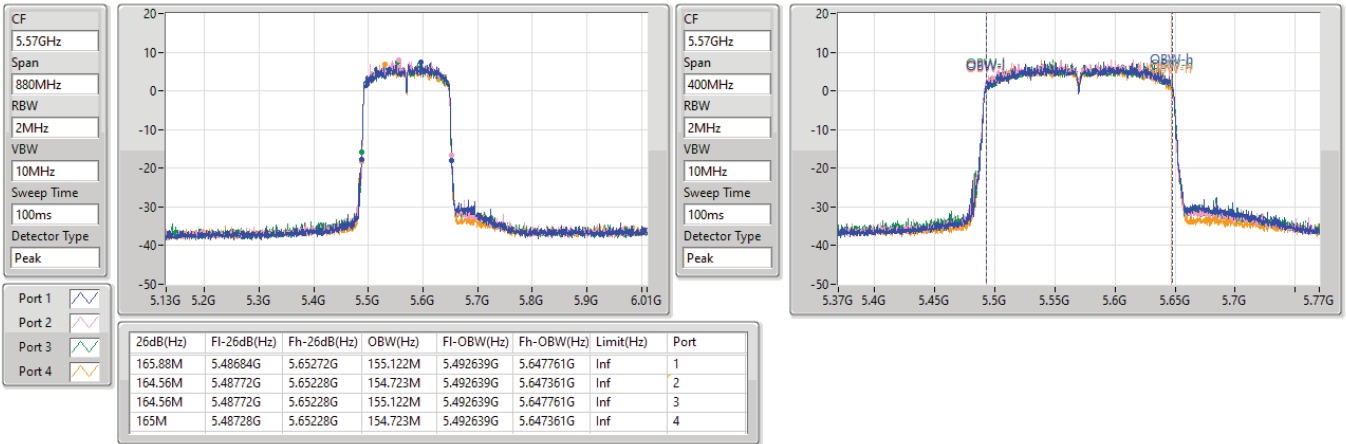 CF
5.57GHz
Span
880MHz
RBW
2MHz
VBW
10MHz
Sweep Time
100ms
Detector Type
Peak
Port 1
Port 2
Port 3
Port 4
20
10
0
-10
-20
-30
-40
-50
5.13G 5.2G 5.3G 5.4G 5.5G 5.6G 5.7G 5.8G 5.9G 6.01G
CF
5.57GHz
Span
400MHz
RBW
2MHz
VBW
10MHz
Sweep Time
100ms
Detector Type
Peak
20
10
0
-10
-20
-30
-40
-50
OBW-l OBW-h
5.37G 5.4G 5.45G 5.5G 5.55G 5.6G 5.65G 5.7G 5.77G
26dB(Hz) Fl-26dB(Hz) Fh-26dB(Hz) OBW(Hz) Fl-OBW(Hz) Fh-OBW(Hz) Limit(Hz) Port
165.88M 5.48684G 5.65272G 155.122M 5.492639G 5.647761G Inf 1
164.56M 5.48772G 5.65228G 154.723M 5.492639G 5.647361G Inf 2
164.56M 5.48772G 5.65228G 155.122M 5.492639G 5.647761G Inf 3
165M 5.48728G 5.65228G 154.723M 5.492639G 5.647361G Inf 4